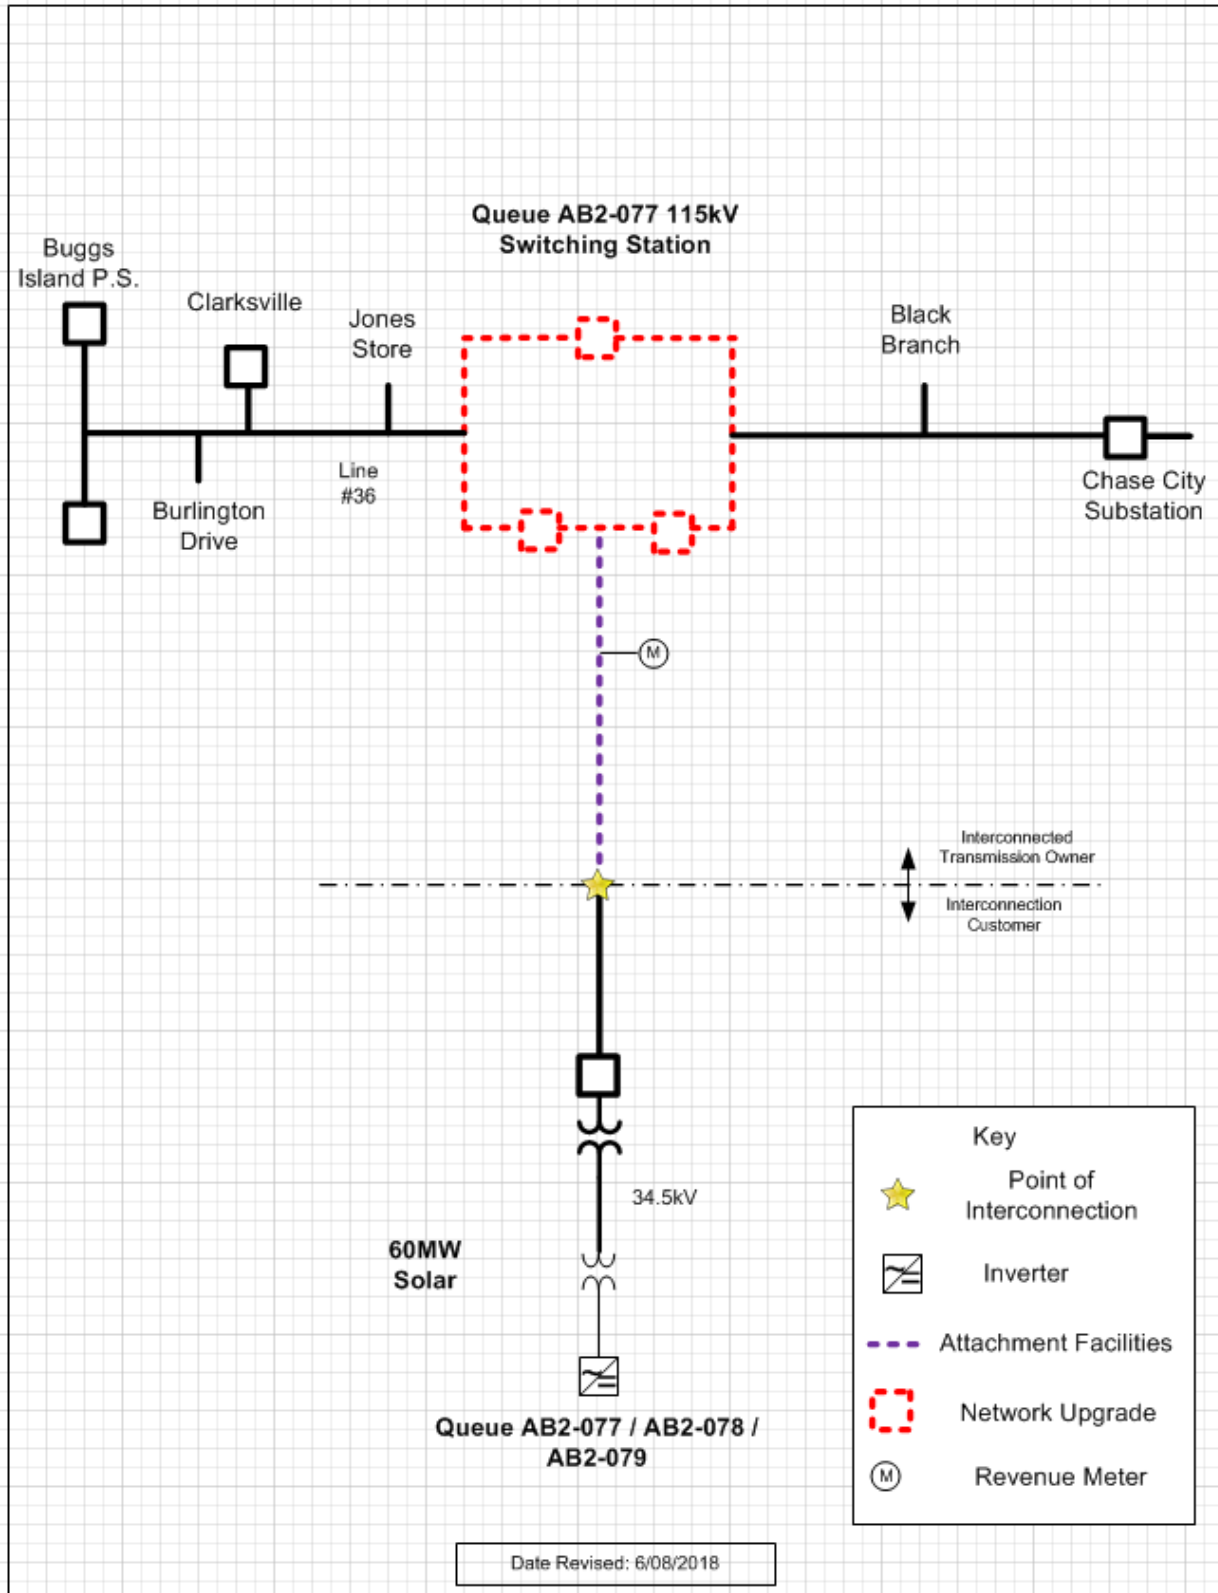 Queue AB2-077 115kV
Switching Station
Buggs
Island P.S.
Clarksville
Jones
Store
Black
Branch
Line
#36
Burlington
Drive
Chase City
Substation
M
Interconnected
Transmission Owner
Interconnection
Customer
34.5kV
60MW
Solar
Queue AB2-077 / AB2-078 /
AB2-079
Key
Point of
Interconnection
Inverter
Attachment Facilities
Network Upgrade
M
Revenue Meter
Date Revised: 6/08/2018